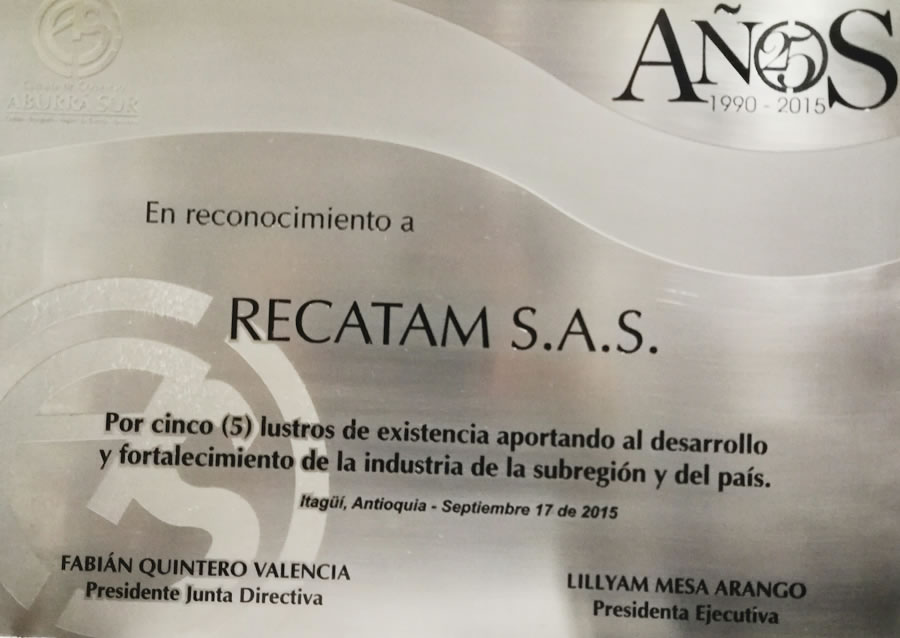 ABURRÁ SUR
AÑOS
25
1990 - 2015
En reconocimiento a
RECATAM S.A.S.
Por cinco (5) lustros de existencia aportando al desarrollo
y fortalecimiento de la industria de la subregión y del país.
Itagüí, Antioquia - Septiembre 17 de 2015
FABIÁN QUINTERO VALENCIA
Presidente Junta Directiva
LILLYAM MESA ARANGO
Presidenta Ejecutiva